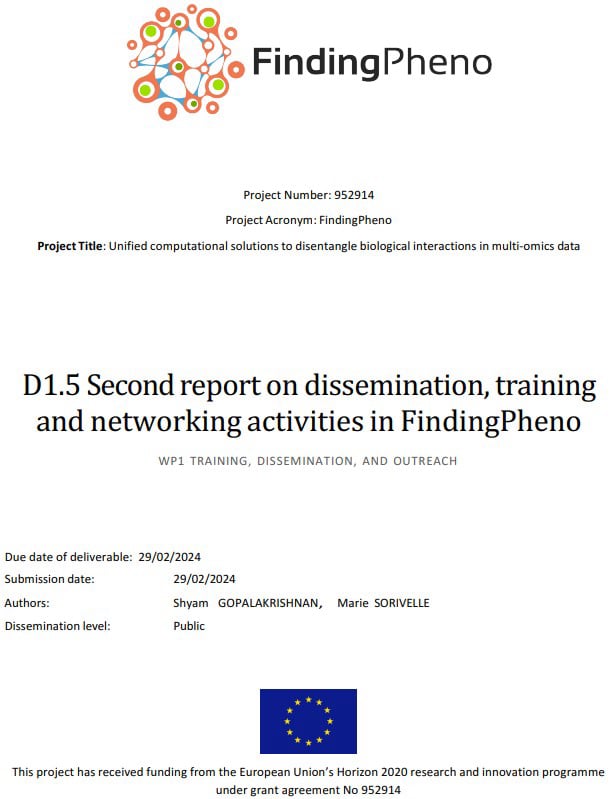 FindingPheno
Project Number: 952914
Project Acronym: FindingPheno
Project Title: Unified computational solutions to disentangle biological interactions in multi-omics data
D1.5 Second report on dissemination, training
and networking activities in FindingPheno
WP1 TRAINING, DISSEMINATION, AND OUTREACH
Due date of deliverable: 29/02/2024
Submission date: 29/02/2024
Authors: Shyam GOPALAKRISHNAN, Marie SORIVELLE
Dissemination level: Public
This project has received funding from the European Union’s Horizon 2020 research and innovation programme
under grant agreement No 952914